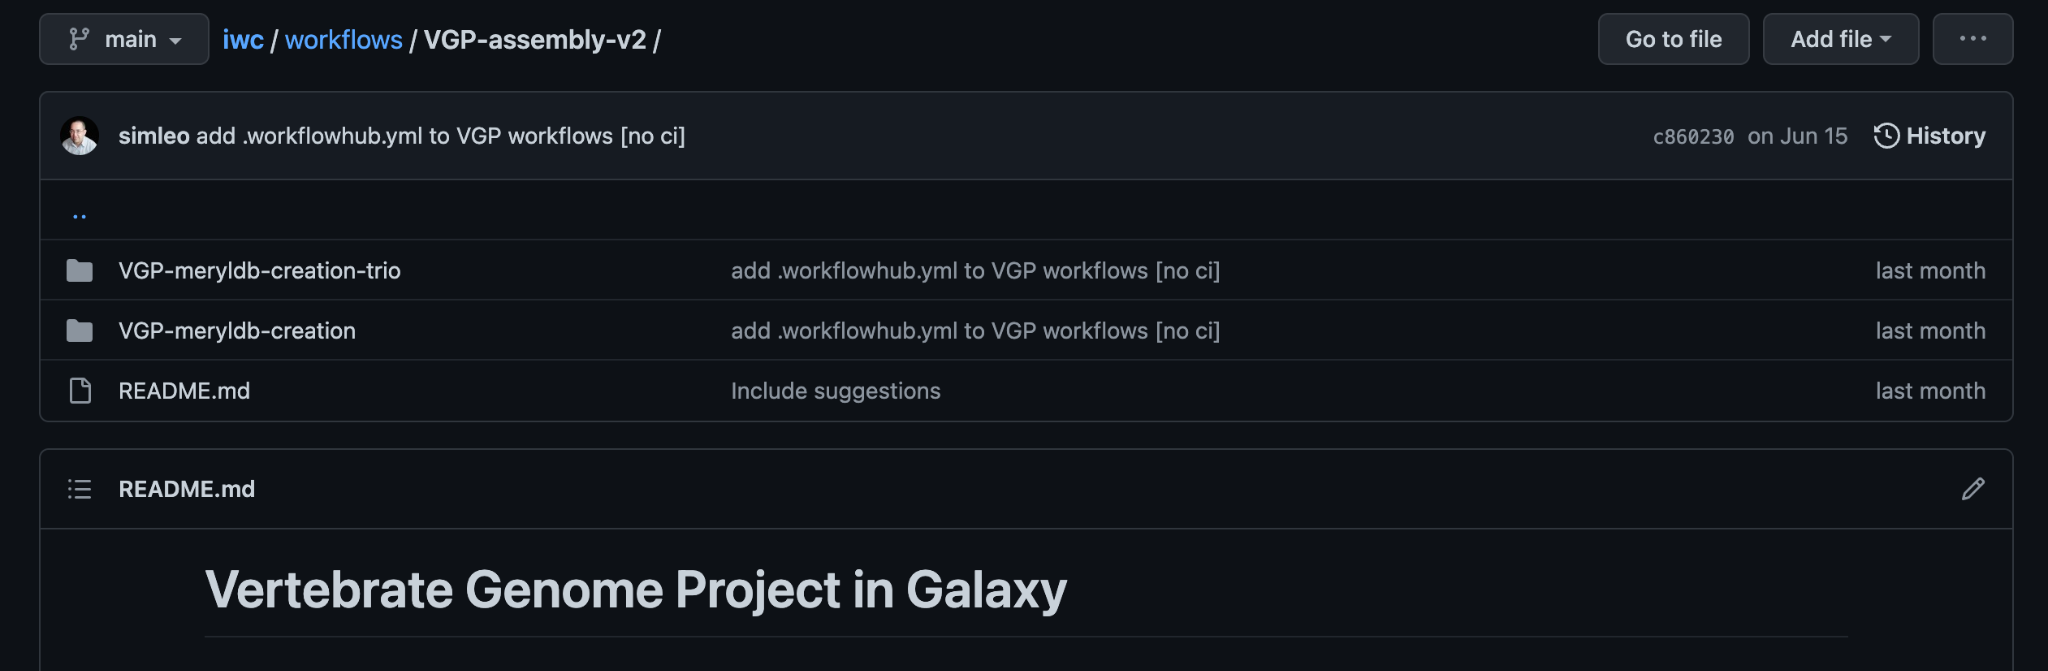 main iwc / workflows / VGP-assembly-v2 / Go to file Add file ...
simleo add .workflowhub.yml to VGP workflows [no ci] c860230 on Jun 15 History
..
VGP-meryldb-creation-trio add .workflowhub.yml to VGP workflows [no ci] last month
VGP-meryldb-creation add .workflowhub.yml to VGP workflows [no ci] last month
README.md Include suggestions last month
README.md
Vertebrate Genome Project in Galaxy